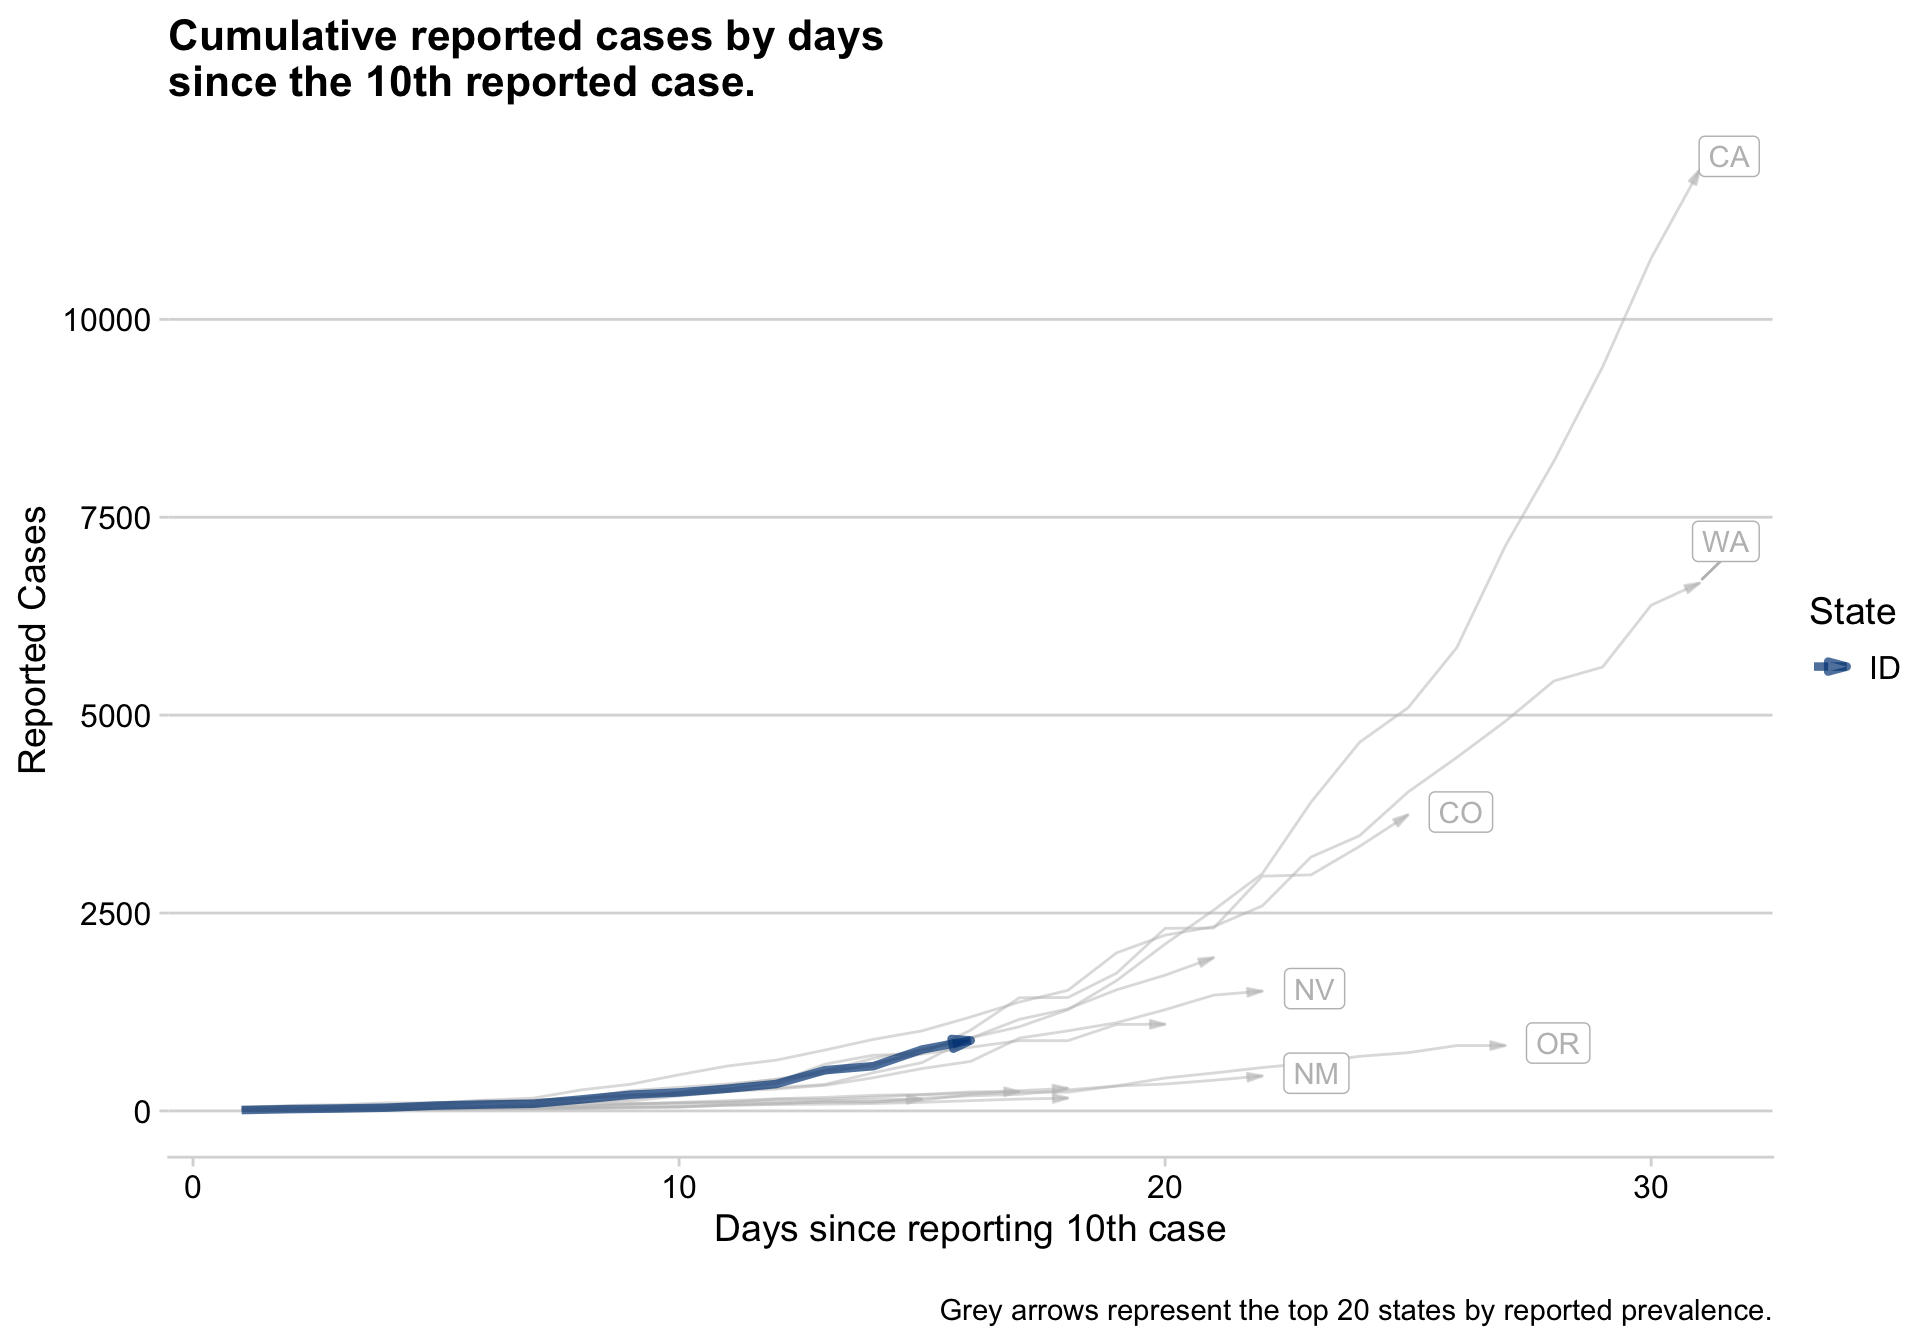 Cumulative reported cases by days
since the 10th reported case.
CA
10000
7500
WA
Reported Cases
State
ID
5000
CO
2500
NV
OR
NM
0
0 10 20 30
Days since reporting 10th case
Grey arrows represent the top 20 states by reported prevalence.